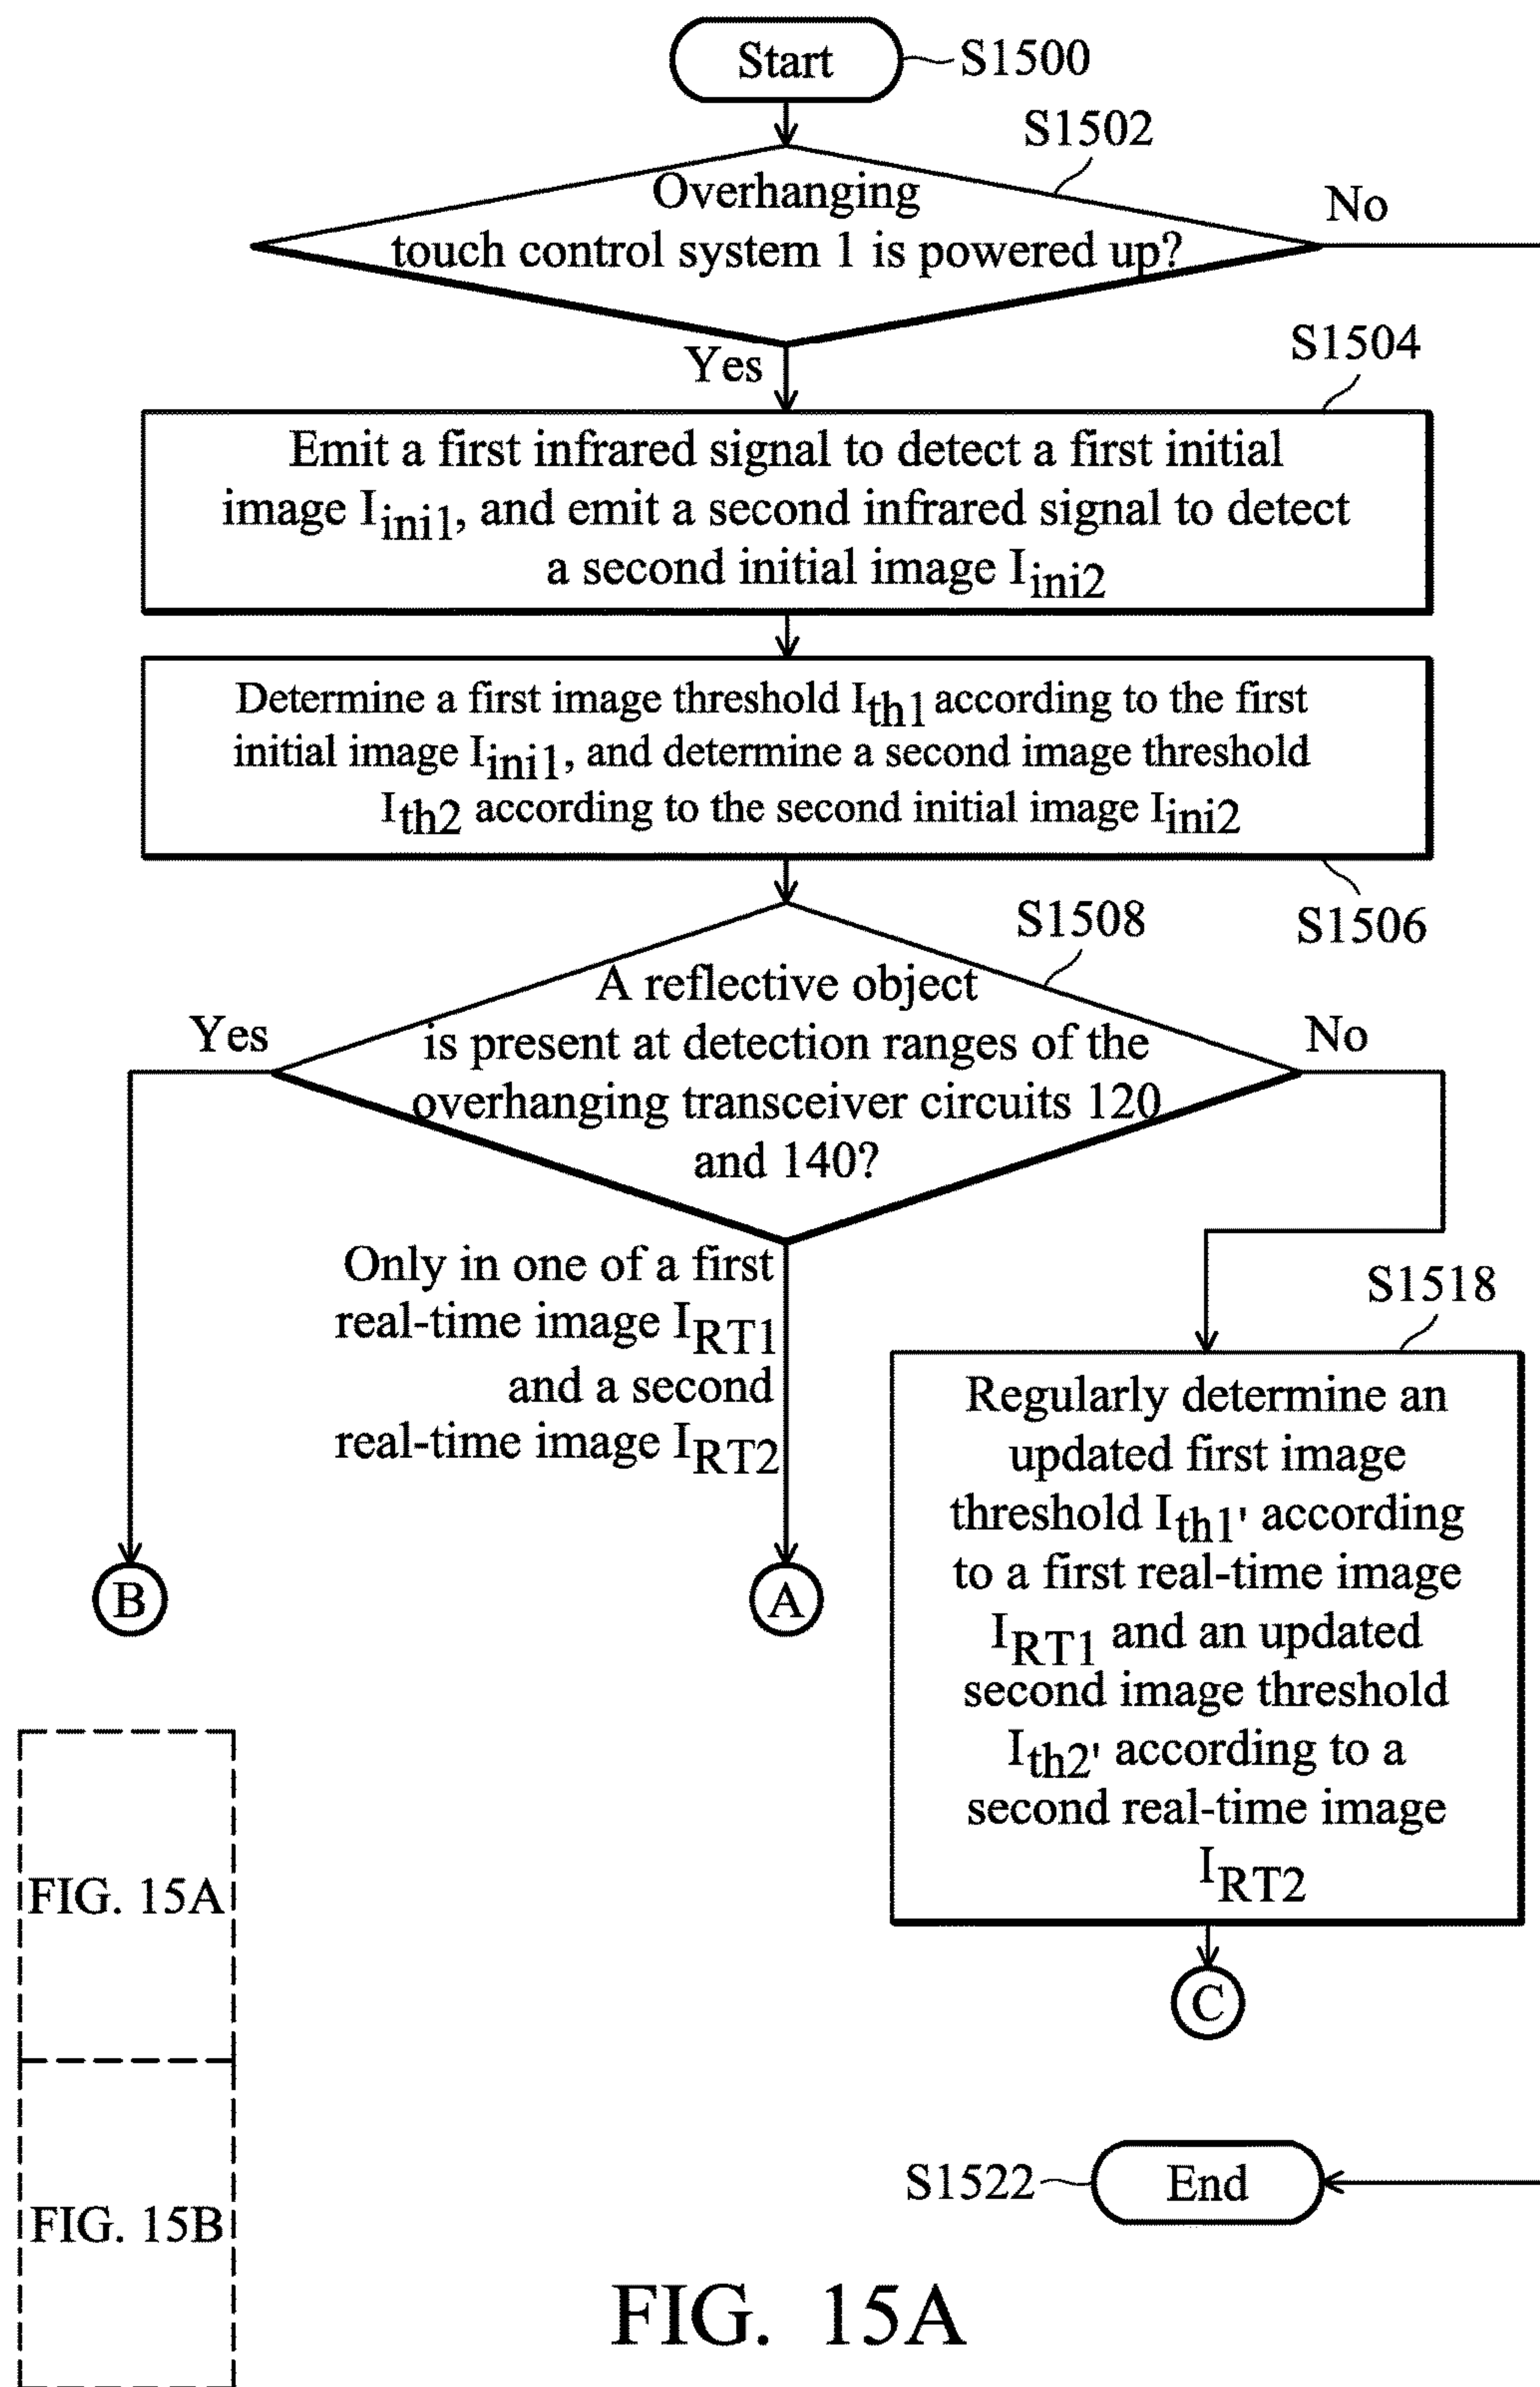 Start
S1500
S1502
Overhanging
touch control system 1 is powered up?
No
Yes
S1504
Emit a first infrared signal to detect a first initial
image Iini1, and emit a second infrared signal to detect
a second initial image Iini2
Determine a first image threshold Ith1 according to the first
initial image Iini1, and determine a second image threshold
Ith2 according to the second initial image Iini2
S1506
S1508
A reflective object
is present at detection ranges of the
overhanging transceiver circuits 120
and 140?
Yes
No
Only in one of a first
real-time image IRT1
and a second
real-time image IRT2
B
A
S1518
Regularly determine an
updated first image
threshold Ith1' according
to a first real-time image
IRT1 and an updated
second image threshold
Ith2' according to a
second real-time image
IRT2
C
S1522
End
FIG. 15A
FIG. 15B
FIG. 15A